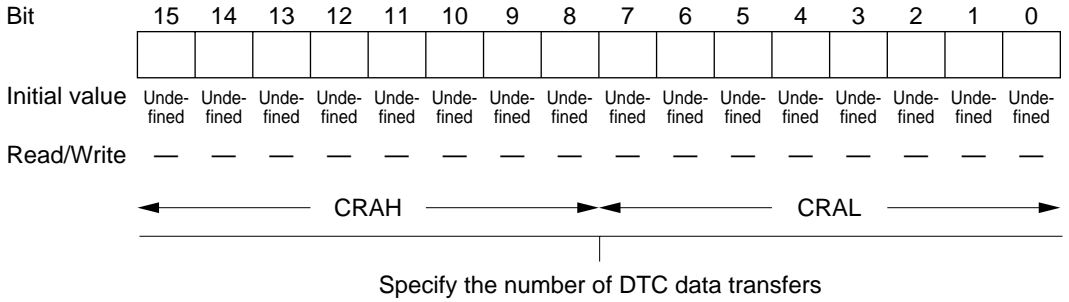 Bit 15 14 13 12 11 10 9 8 7 6 5 4 3 2 1 0
Initial value Unde- Unde- Unde- Unde- Unde- Unde- Unde- Unde- Unde- Unde- Unde- Unde- Unde- Unde- Unde- Unde-
fined fined fined fined fined fined fined fined fined fined fined fined fined fined fined fined
Read/Write — — — — — — — — — — — — — — — —
CRAH CRAL
Specify the number of DTC data transfers